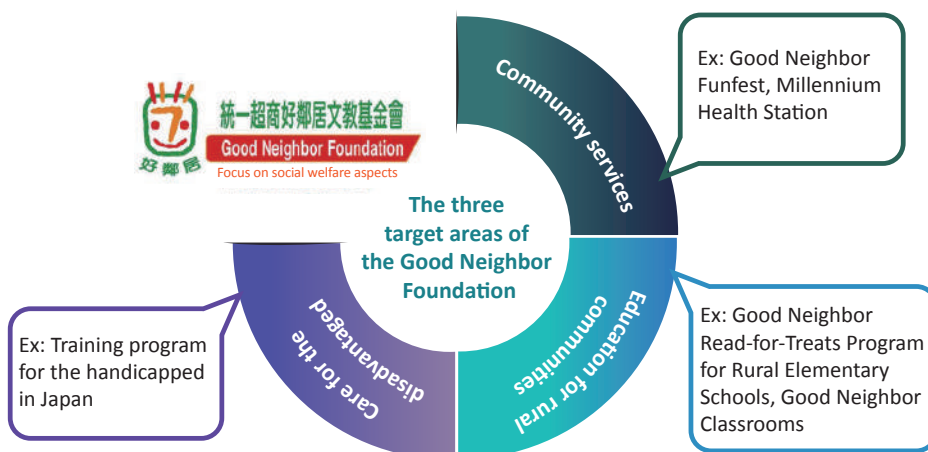 統一超商好鄰居文教基金會
Good Neighbor Foundation
Focus on social welfare aspects
好鄰居
The three
target areas of
the Good Neighbor
Foundation
Community services
Ex: Good Neighbor
Funfest, Millennium
Health Station
Education for rural
communities
Ex: Good Neighbor
Read-for-Treats Program
for Rural Elementary
Schools, Good Neighbor
Classrooms
Care for the
disadvantaged
Ex: Training program
for the handicapped
in Japan